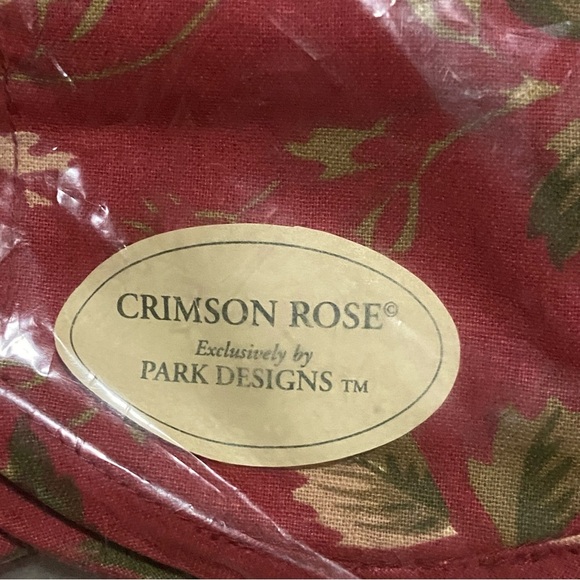 CRIMSON ROSE©
Exclusively by
PARK DESIGNS TM